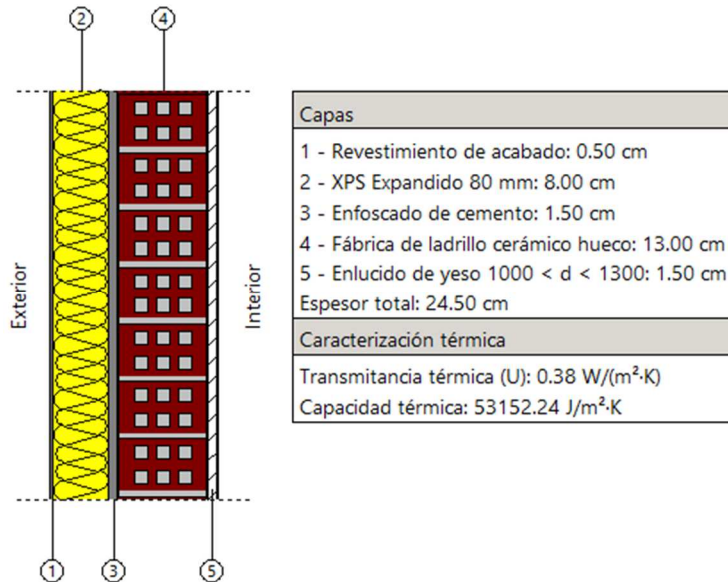 2
4
Exterior
Interior
1
3
5
Capas
1 - Revestimiento de acabado: 0.50 cm
2 - XPS Expandido 80 mm: 8.00 cm
3 - Enfoscado de cemento: 1.50 cm
4 - Fábrica de ladrillo cerámico hueco: 13.00 cm
5 - Enlucido de yeso 1000 < d < 1300: 1.50 cm
Espesor total: 24.50 cm
Caracterización térmica
Transmitancia térmica (U): 0.38 W/(m²·K)
Capacidad térmica: 53152.24 J/m²·K